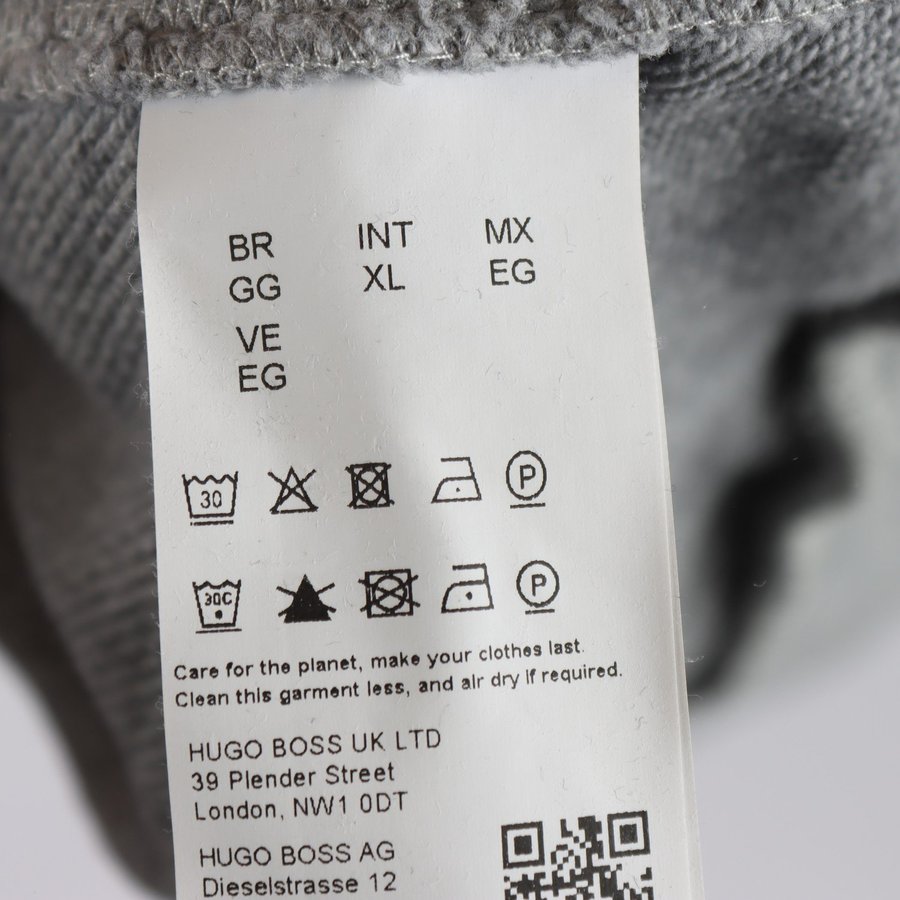 BR INT MX
GG XL EG
VE
EG
30 P
30C P
Care for the planet, make your clothes last.
Clean this garment less, and air dry if required.
HUGO BOSS UK LTD
39 Plender Street
London, NW1 0DT
HUGO BOSS AG
Dieselstrasse 12